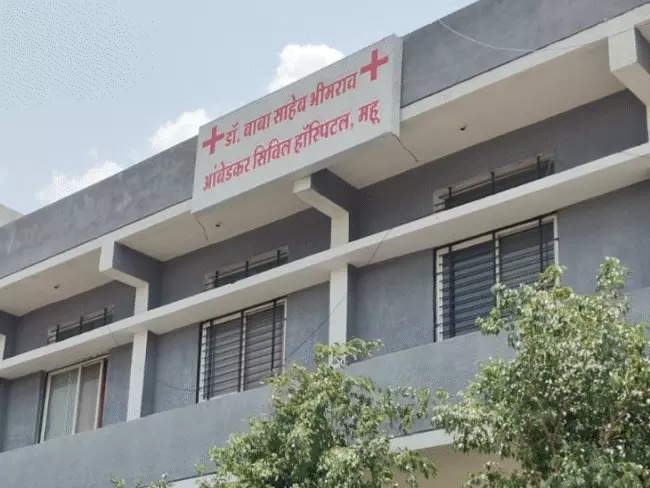 डॉ. बाबा साहेब भीमराव
आंबेडकर सिविल हॉस्पिटल, महू